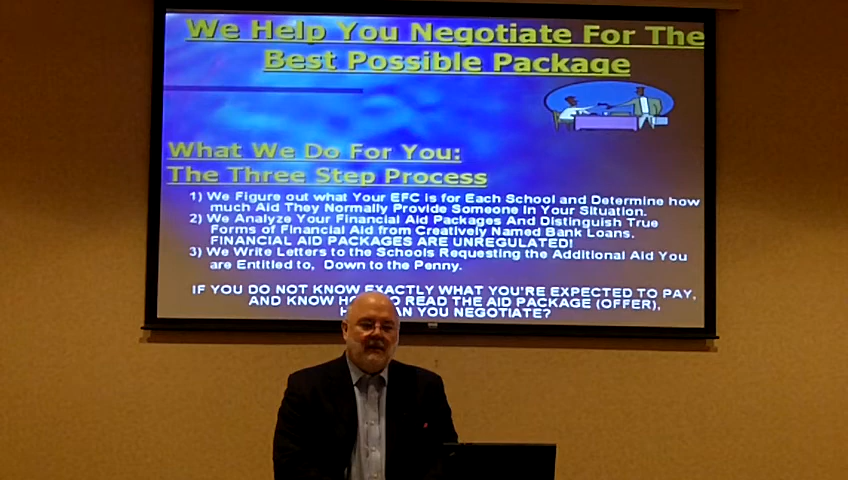 We Help You Negotiate For The
Best Possible Package
What We Do For You:
The Three Step Process
1) We Figure out what Your EFC is for Each School and Determine how
much Aid They Normally Provide Someone In Your Situation.
2) We Analyze Your Financial Aid Packages And Distinguish True
Forms of Financial Aid from Creatively Named Bank Loans.
FINANCIAL AID PACKAGES ARE UNREGULATED!
3) We Write Letters to the Schools Requesting the Additional Aid You
are Entitled to, Down to the Penny.
IF YOU DO NOT KNOW EXACTLY WHAT YOU'RE EXPECTED TO PAY,
AND KNOW TO READ THE AID PACKAGE (OFFER),
YOU NEGOTIATE?